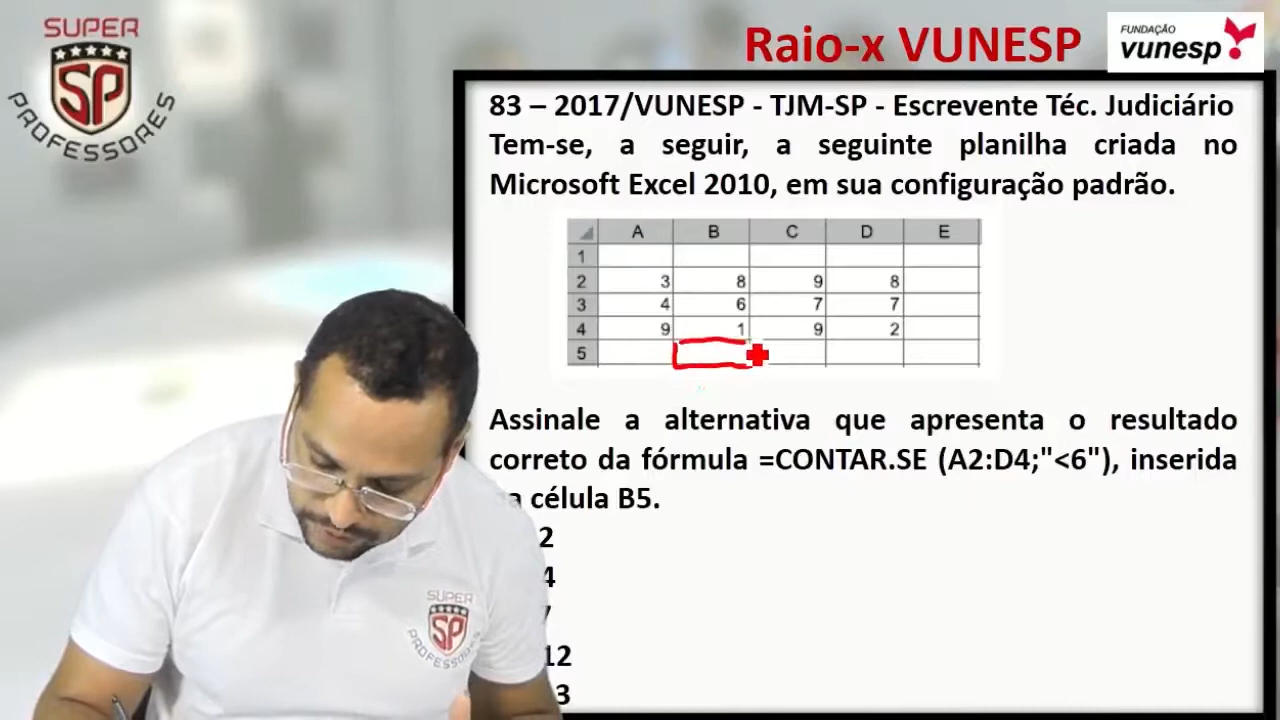 SUPER
SP
PROFESSORES
Raio-x VUNESP
FUNDAÇÃO
vunesp
83 – 2017/VUNESP - TJM-SP - Escrevente Téc. Judiciário
Tem-se, a seguir, a seguinte planilha criada no
Microsoft Excel 2010, em sua configuração padrão.
A B C D E
1
2 3 8 9 8
3 4 6 7 7
4 9 1 9 2
5
Assinale a alternativa que apresenta o resultado
correto da fórmula =CONTAR.SE (A2:D4;"<6"), inserida
célula B5.
2
4
7
12
3
SUPER
SP
PROFESSORES